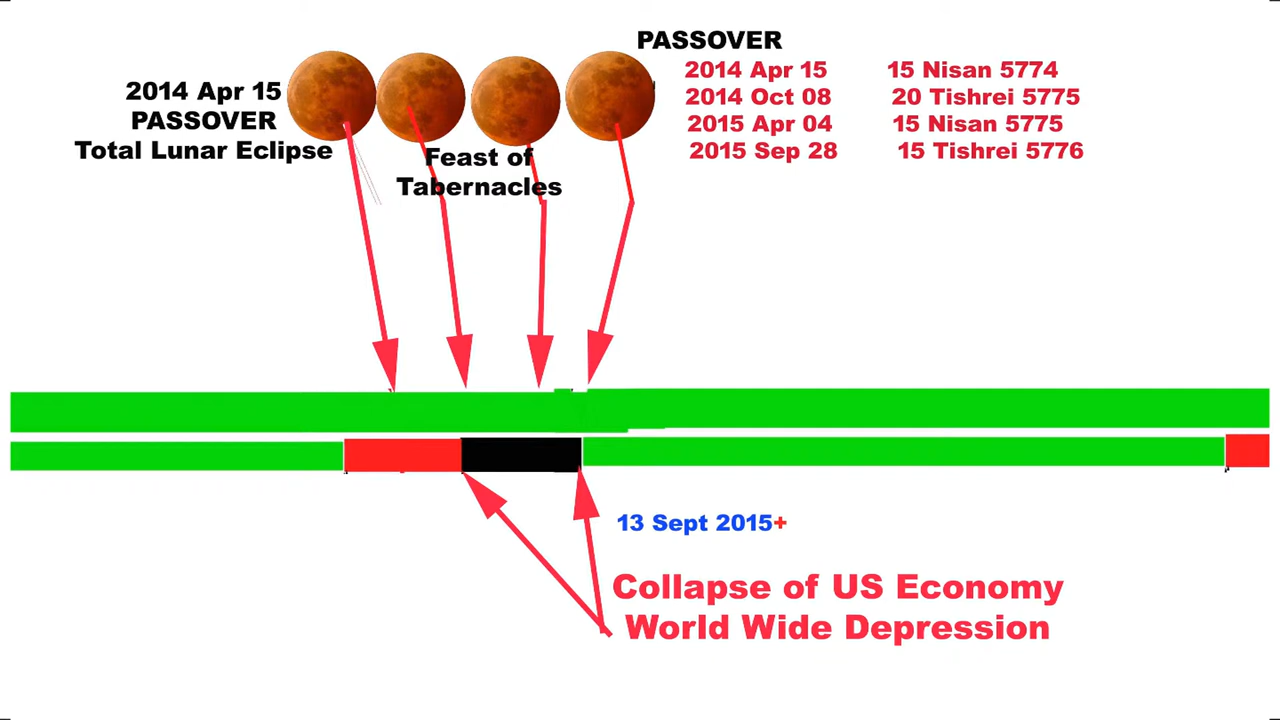 PASSOVER
2014 Apr 15 15 Nisan 5774
2014 Oct 08 20 Tishrei 5775
2015 Apr 04 15 Nisan 5775
2015 Sep 28 15 Tishrei 5776
2014 Apr 15
PASSOVER
Total Lunar Eclipse
Feast of
Tabernacles
13 Sept 2015+
Collapse of US Economy
World Wide Depression